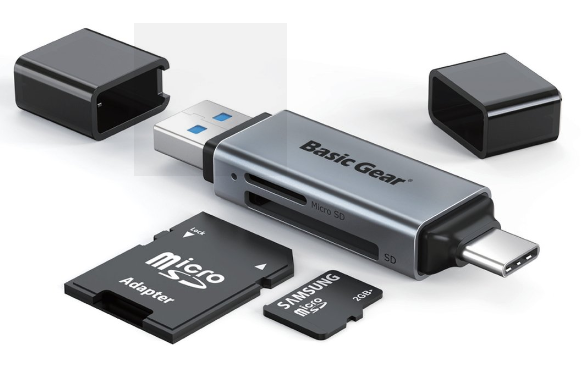 Basic Gear®
Micro SD
SD
Lock
micro
SD
Adapter
SAMSUNG
micro
SD
2GB